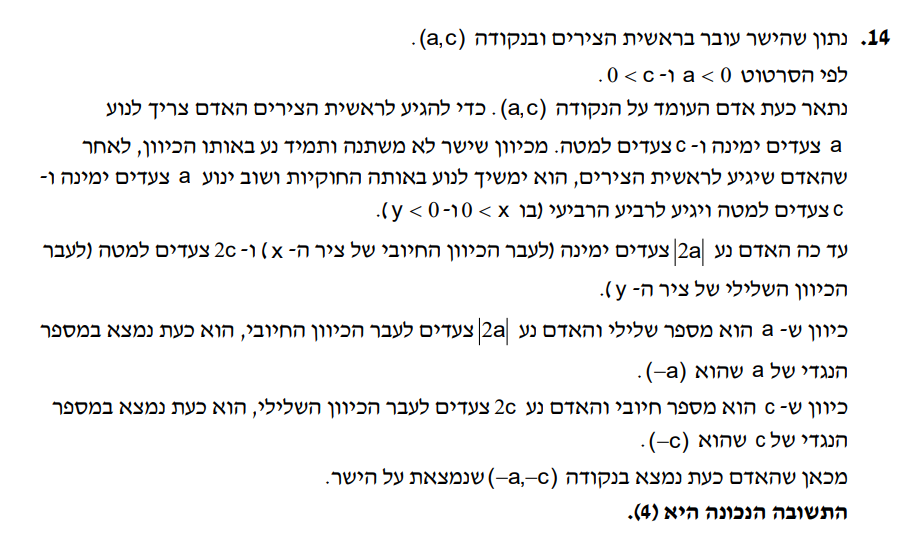 14. נתון שהישר עובר בראשית הצירים ובנקודה (a,c).
לפי הסרטוט a < 0 ו- 0 < c.
נתאר כעת אדם העומד על הנקודה (a,c). כדי להגיע לראשית הצירים האדם צריך לנוע
a צעדים ימינה ו- c צעדים למטה. מכיוון שישר לא משתנה ותמיד נע באותו הכיוון, לאחר
שהאדם שיגיע לראשית הצירים, הוא ימשיך לנוע באותה החוקיות ושוב ינוע a צעדים ימינה ו-
c צעדים למטה ויגיע לרביע הרביעי (בו 0 < x ו- y < 0).
עד כה האדם נע |2a| צעדים ימינה (לעבר הכיוון החיובי של ציר ה- x) ו- 2c צעדים למטה (לעבר
הכיוון השלילי של ציר ה- y).
כיוון ש- a הוא מספר שלילי והאדם נע |2a| צעדים לעבר הכיוון החיובי, הוא כעת נמצא במספר
הנגדי של a שהוא (−a).
כיוון ש- c הוא מספר חיובי והאדם נע 2c צעדים לעבר הכיוון השלילי, הוא כעת נמצא במספר
הנגדי של c שהוא (−c).
מכאן שהאדם כעת נמצא בנקודה (−a,−c) שנמצאת על הישר.
התשובה הנכונה היא (4).